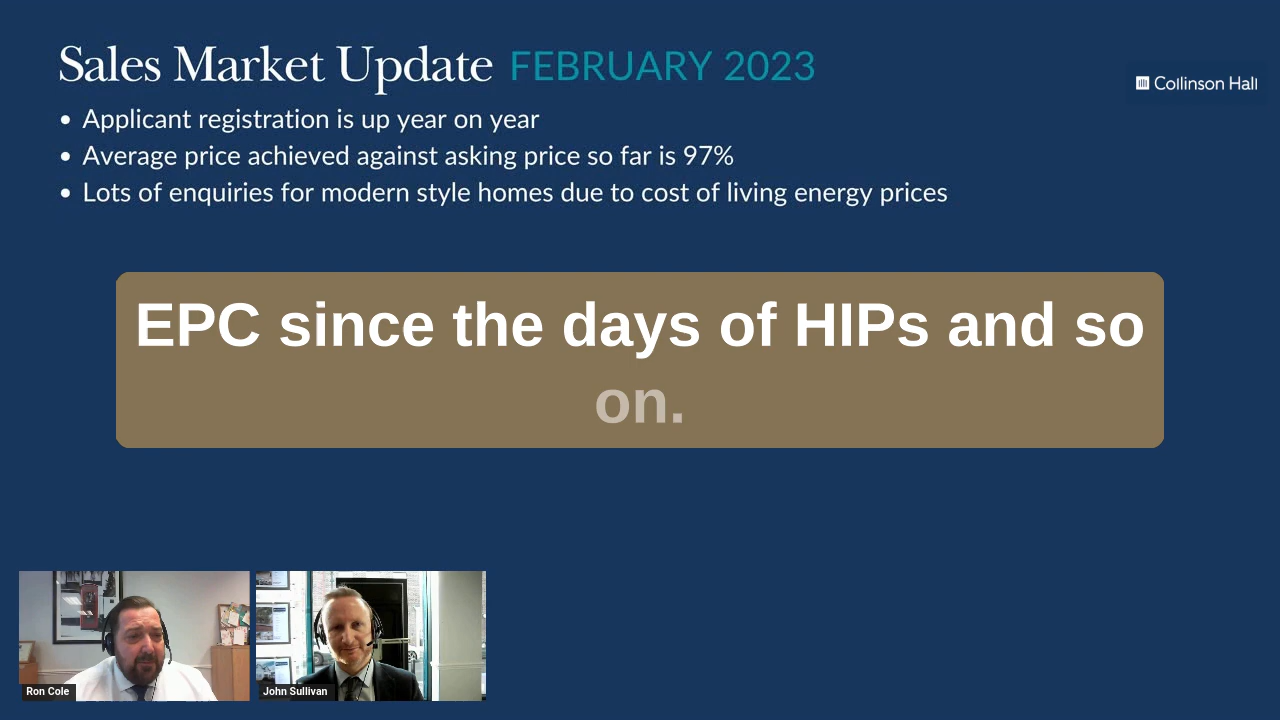 Sales Market Update FEBRUARY 2023
Collinson Hall
• Applicant registration is up year on year
• Average price achieved against asking price so far is 97%
• Lots of enquiries for modern style homes due to cost of living energy prices
EPC since the days of HIPs and so
on.
Ron Cole
John Sullivan